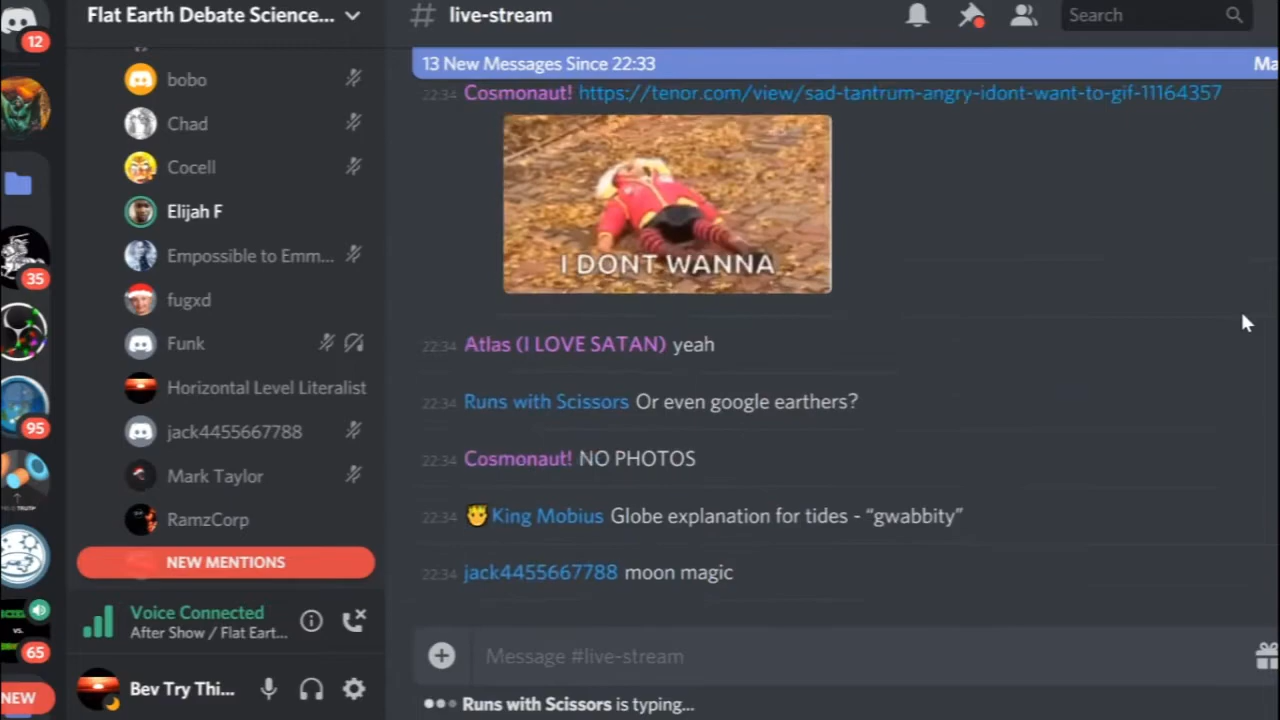 Flat Earth Debate Science...
# live-stream
Search
12
35
95
65
NEW
bobo
Chad
Cocell
Elijah F
Empossible to Emm...
fugxd
Funk
Horizontal Level Literalist
jack4455667788
Mark Taylor
RamzCorp
NEW MENTIONS
Voice Connected
After Show / Flat Eart...
Bev Try Thi...
13 New Messages Since 22:33 Ma
22:34 Cosmonaut! https://tenor.com/view/sad-tantrum-angry-idont-want-to-gif-11164357
I DONT WANNA
22:34 Atlas (I LOVE SATAN) yeah
22:34 Runs with Scissors Or even google earthers?
22:34 Cosmonaut! NO PHOTOS
22:34 King Mobius Globe explanation for tides - “gwabbity”
22:34 jack4455667788 moon magic
Message #live-stream
Runs with Scissors is typing...